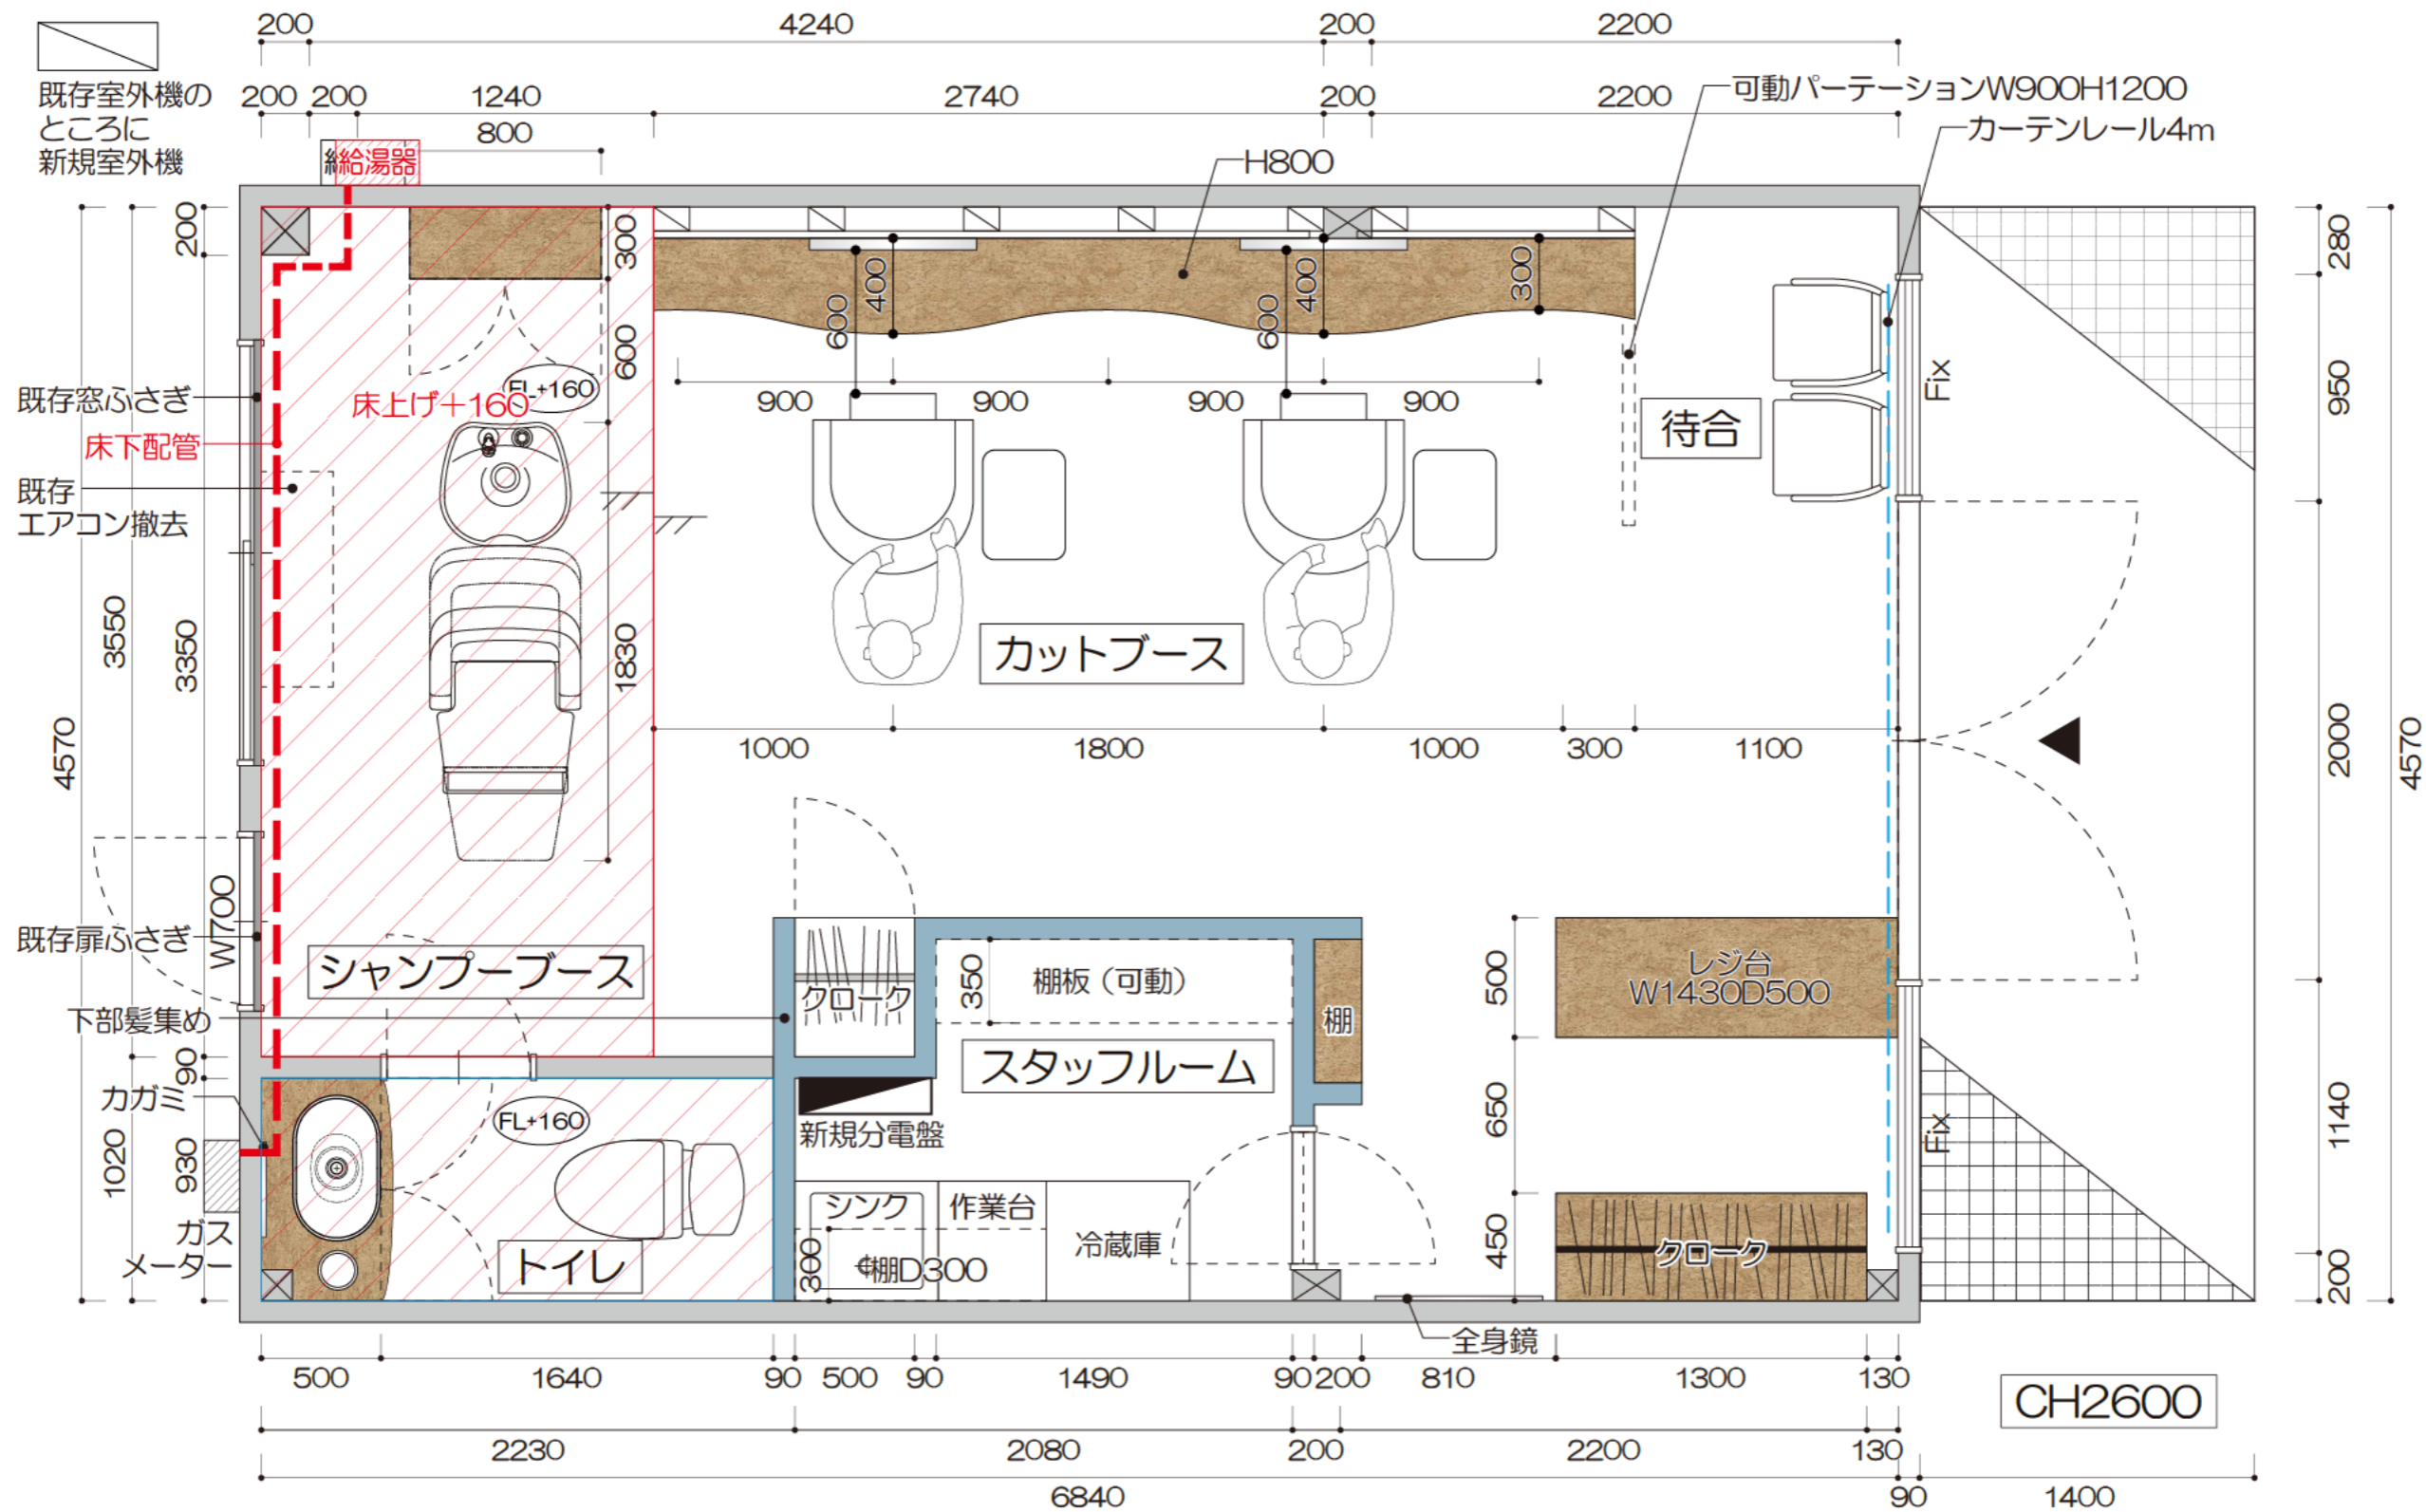 200
4240
200
2200
既存室外機の
ところに
新規室外機
200
200
1240
2740
200
2200
800
給湯器
可動パーテーションW900H1200
カーテンレール4m
H800
200
300
600
400
600
400
300
280
950
2000
1140
200
4570
Fix
900
900
900
900
FL+160
床上げ+160
既存窓ふさぎ
床下配管
既存
エアコン撤去
待合
カットブース
1830
4570
3550
3350
1000
1800
1000
300
1100
W700
既存扉ふさぎ
シャンプーブース
下部髪集め
クローク
350
棚板（可動）
棚
スタッフルーム
500
レジ台
W1430D500
650
450
90
カガミ
1020
930
ガス
メーター
FL+160
トイレ
新規分電盤
シンク
作業台
冷蔵庫
300
棚D300
クローク
Fix
全身鏡
500
1640
90
500
90
1490
90
200
810
1300
130
CH2600
2230
2080
200
2200
130
6840
90
1400